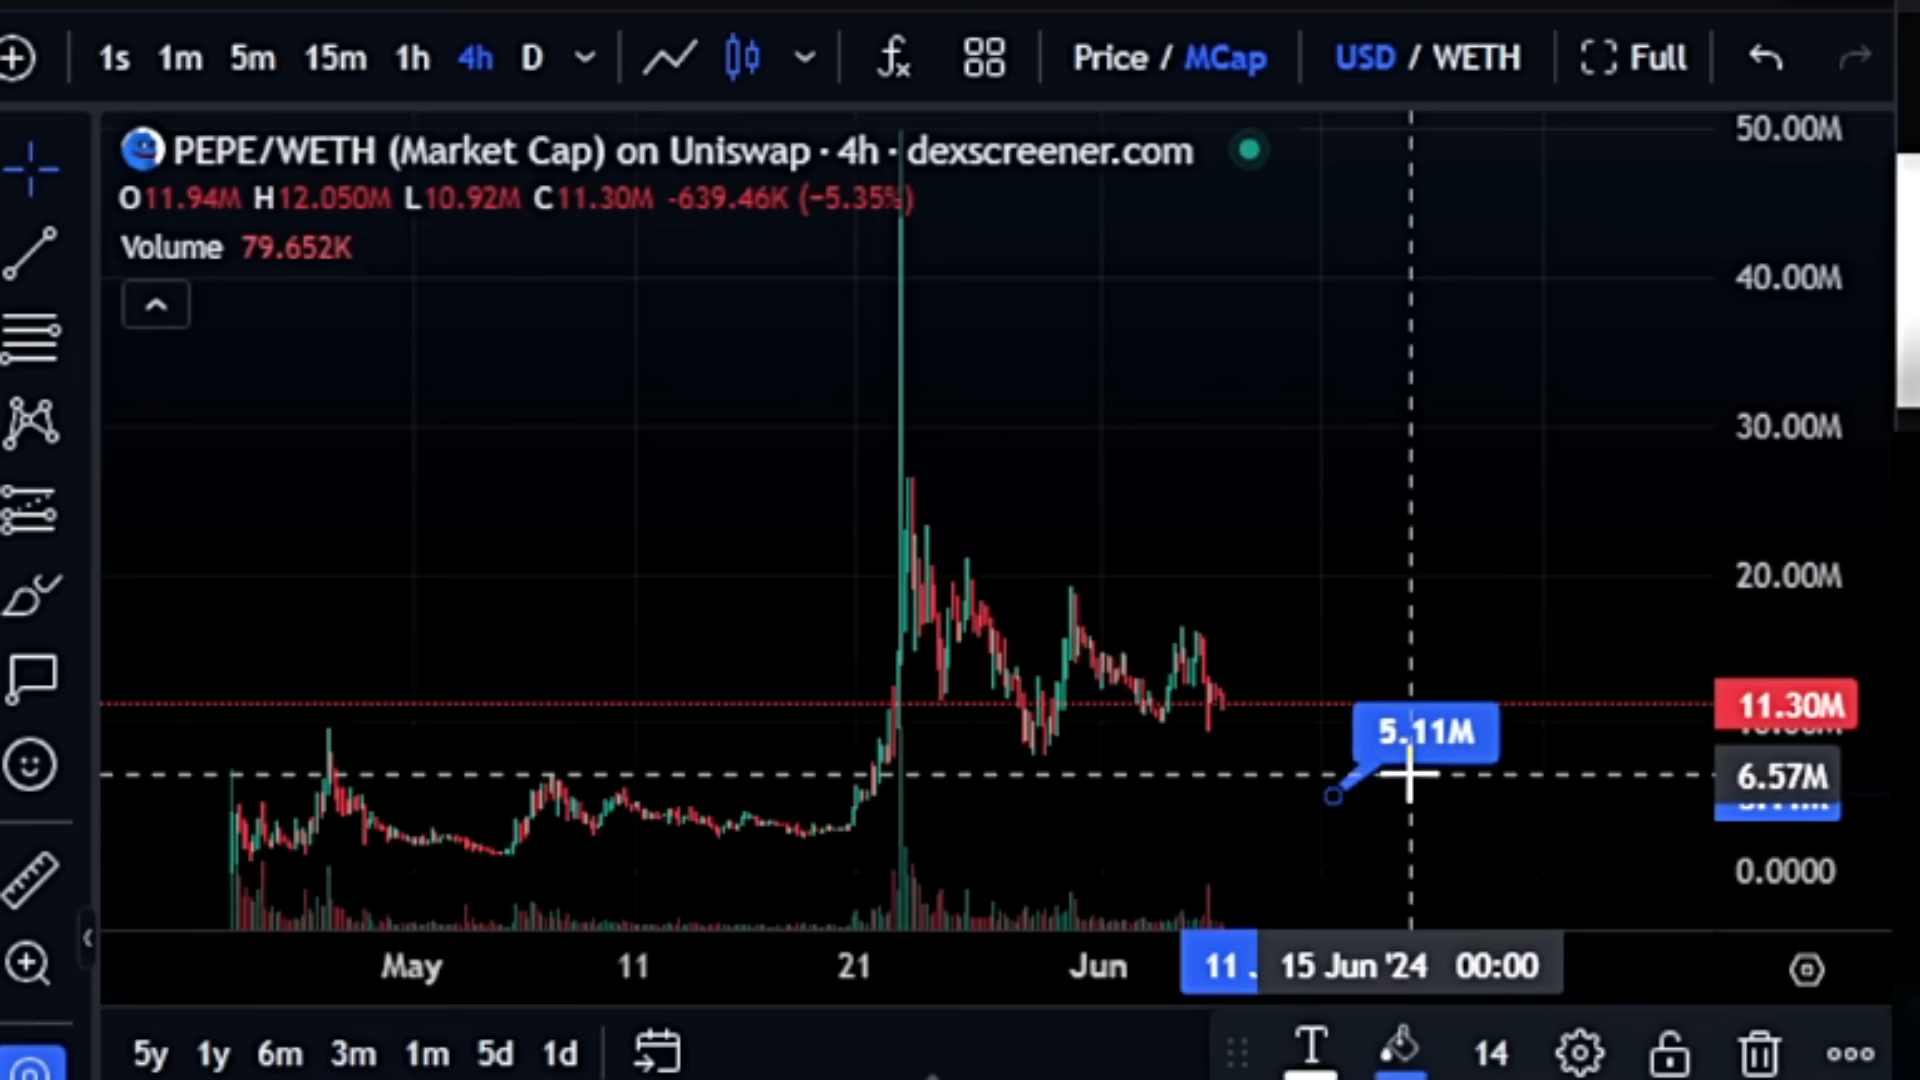 1s 1m 5m 15m 1h 4h D Price / MCap USD / WETH Full
PEPE/WETH (Market Cap) on Uniswap · 4h · dexscreener.com
O11.94M H12.050M L10.92M C11.30M -639.46K (-5.35%)
Volume 79.652K
50.00M
40.00M
30.00M
20.00M
11.30M
5.11M
6.57M
0.0000
May 11 21 Jun 11 . 15 Jun '24 00:00
5y 1y 6m 3m 1m 5d 1d T 14